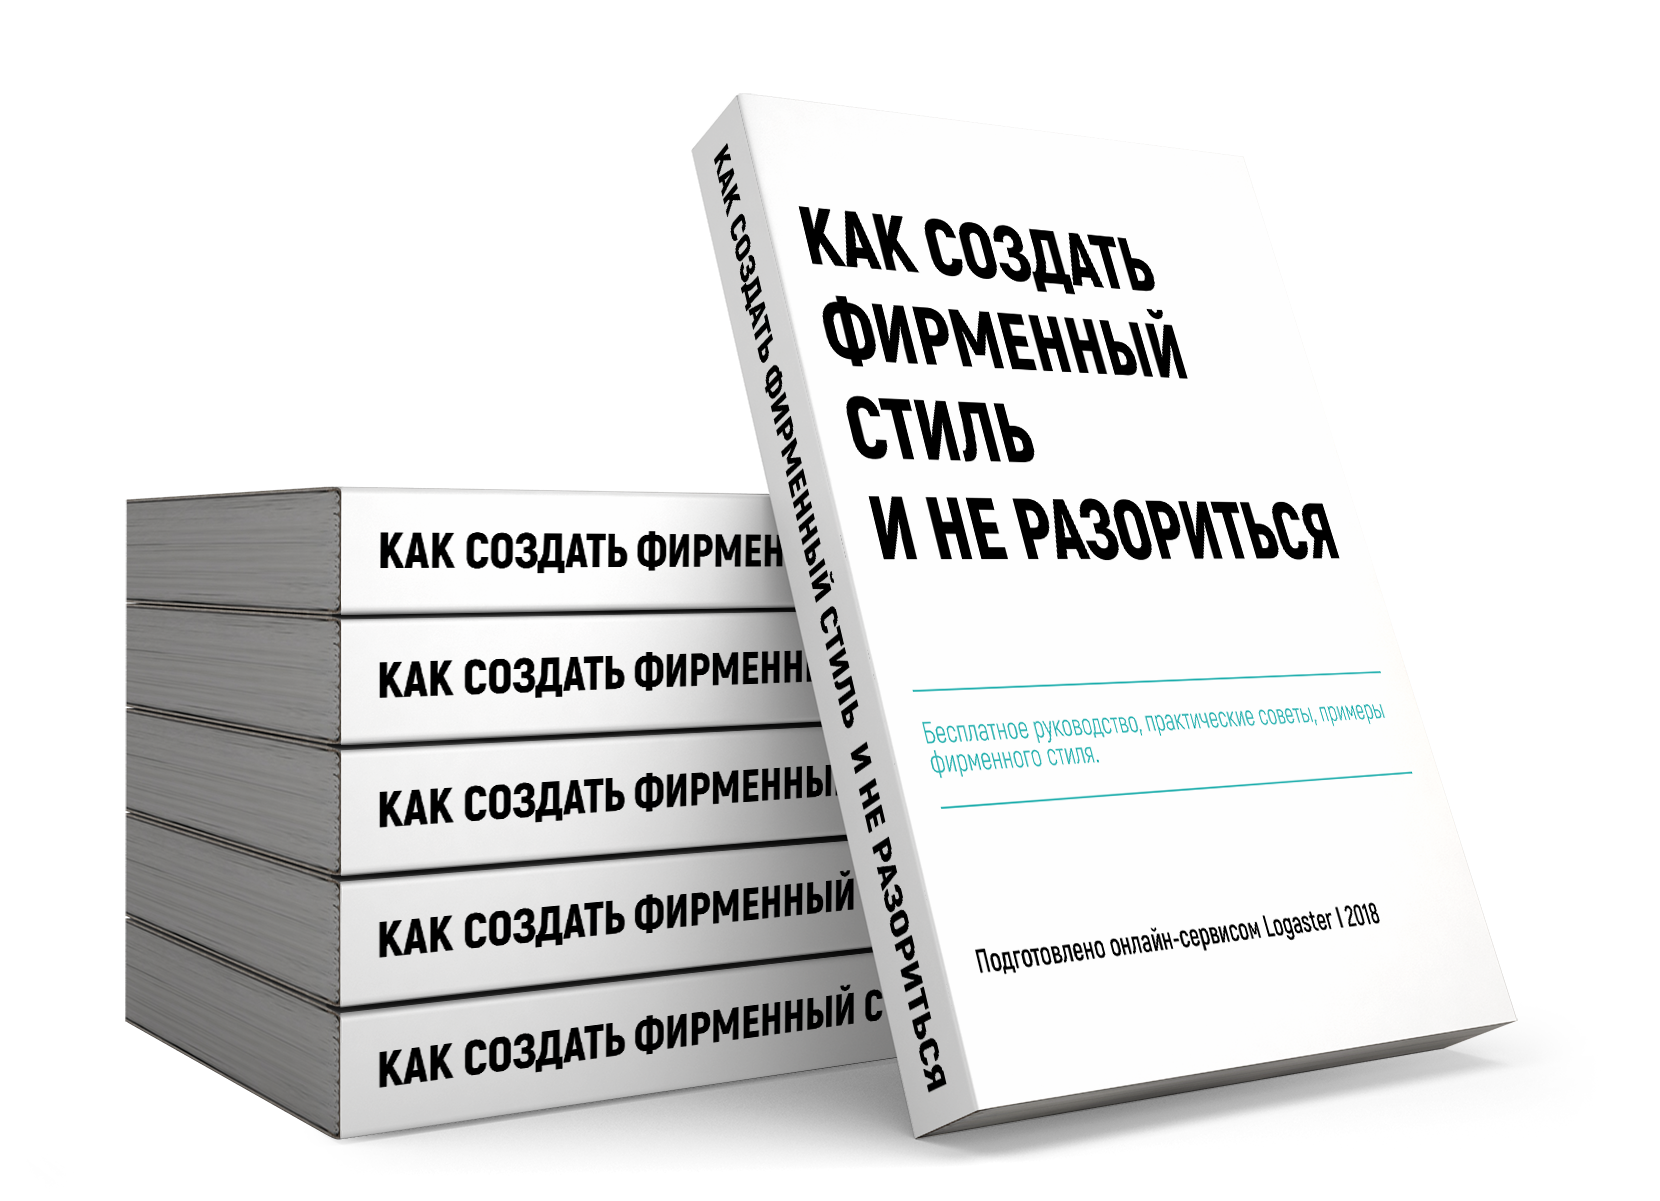 КАК СОЗДАТЬ
ФИРМЕННЫЙ
СТИЛЬ
И НЕ РАЗОРИТЬСЯ
Бесплатное руководство, практические советы, примеры
фирменного стиля.
Подготовлено онлайн-сервисом Logaster | 2018
КАК СОЗДАТЬ ФИРМЕННЫЙ СТИЛЬ И НЕ РАЗОРИТЬСЯ
КАК СОЗДАТЬ ФИРМЕН
КАК СОЗДАТЬ ФИРМЕНН
КАК СОЗДАТЬ ФИРМЕННЫ
КАК СОЗДАТЬ ФИРМЕННЫЙ
КАК СОЗДАТЬ ФИРМЕННЫЙ С